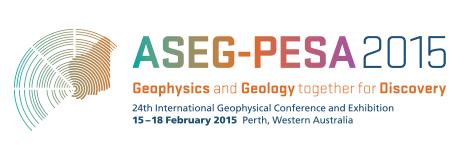 ASEG-PESA 2015
Geophysics and Geology together for Discovery
24th International Geophysical Conference and Exhibition
15–18 February 2015 Perth, Western Australia